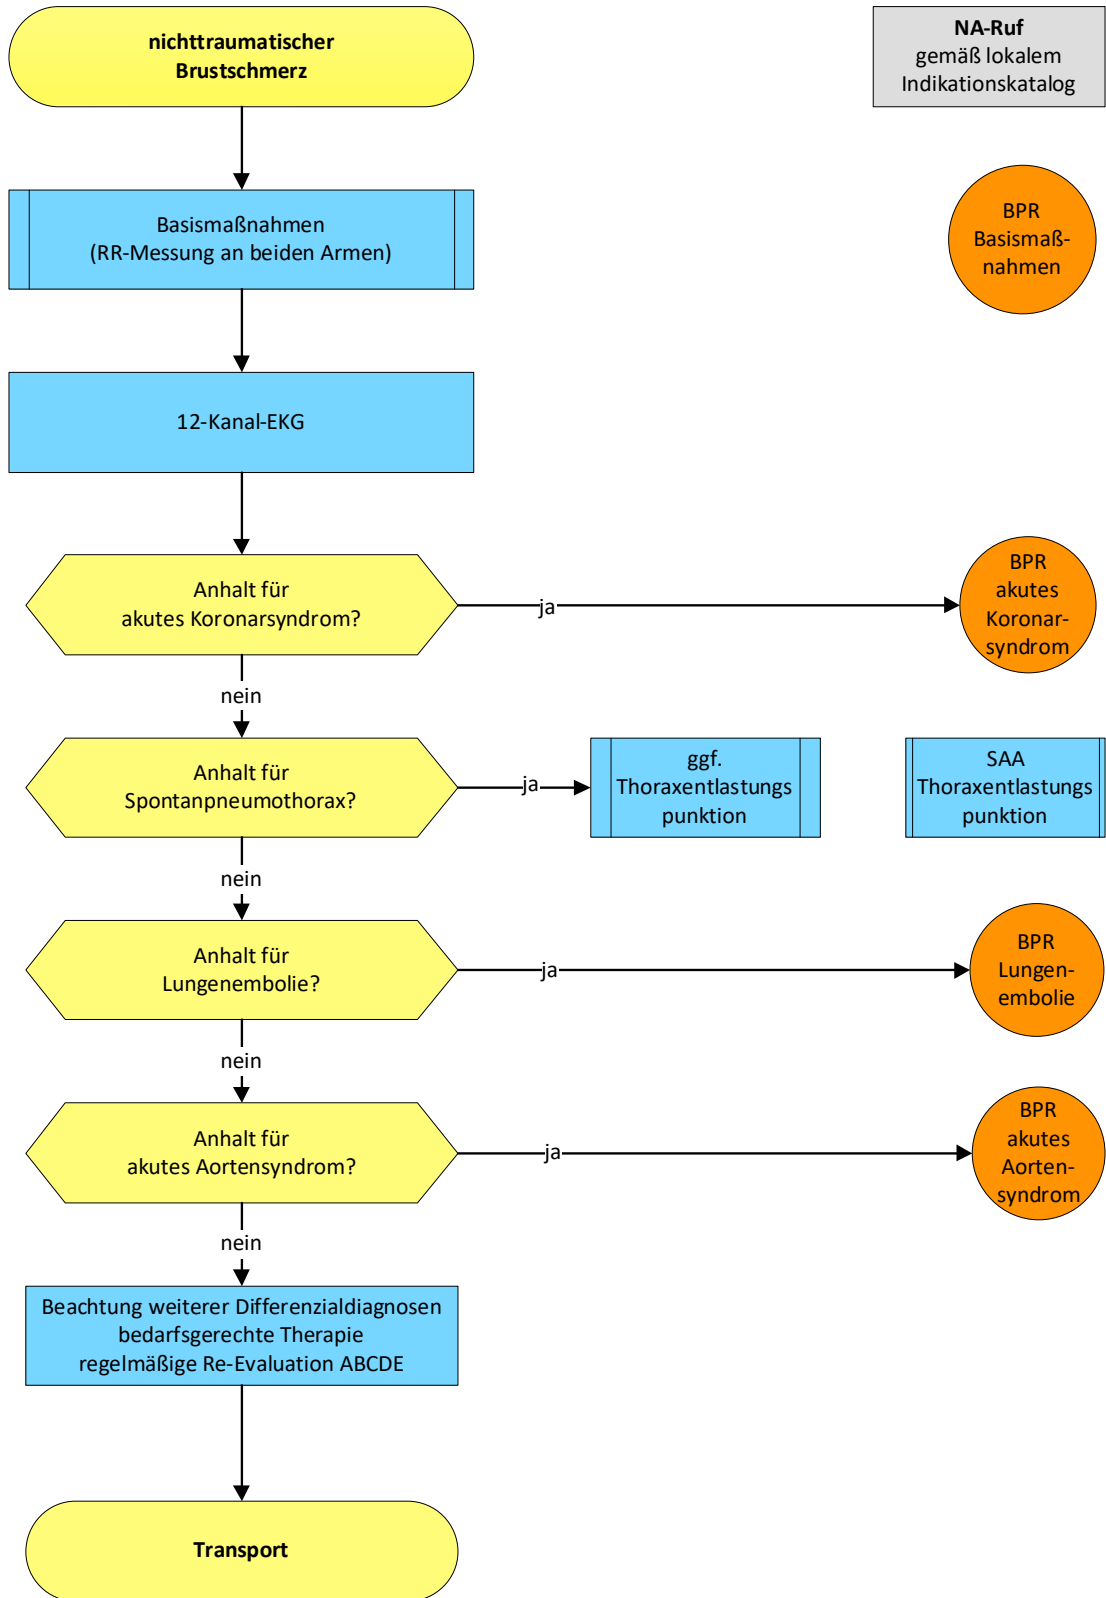 nichttraumatischer
Brustschmerz
NA-Ruf
gemäß lokalem
Indikationskatalog
Basismaßnahmen
(RR-Messung an beiden Armen)
BPR
Basismaß-
nahmen
12-Kanal-EKG
Anhalt für
akutes Koronarsyndrom?
ja
BPR
akutes
Koronar-
syndrom
nein
Anhalt für
Spontanpneumothorax?
ja
ggf.
Thoraxentlastungs
punktion
SAA
Thoraxentlastungs
punktion
nein
Anhalt für
Lungenembolie?
ja
BPR
Lungen-
embolie
nein
Anhalt für
akutes Aortensyndrom?
ja
BPR
akutes
Aorten-
syndrom
nein
Beachtung weiterer Differenzialdiagnosen
bedarfsgerechte Therapie
regelmäßige Re-Evaluation ABCDE
Transport